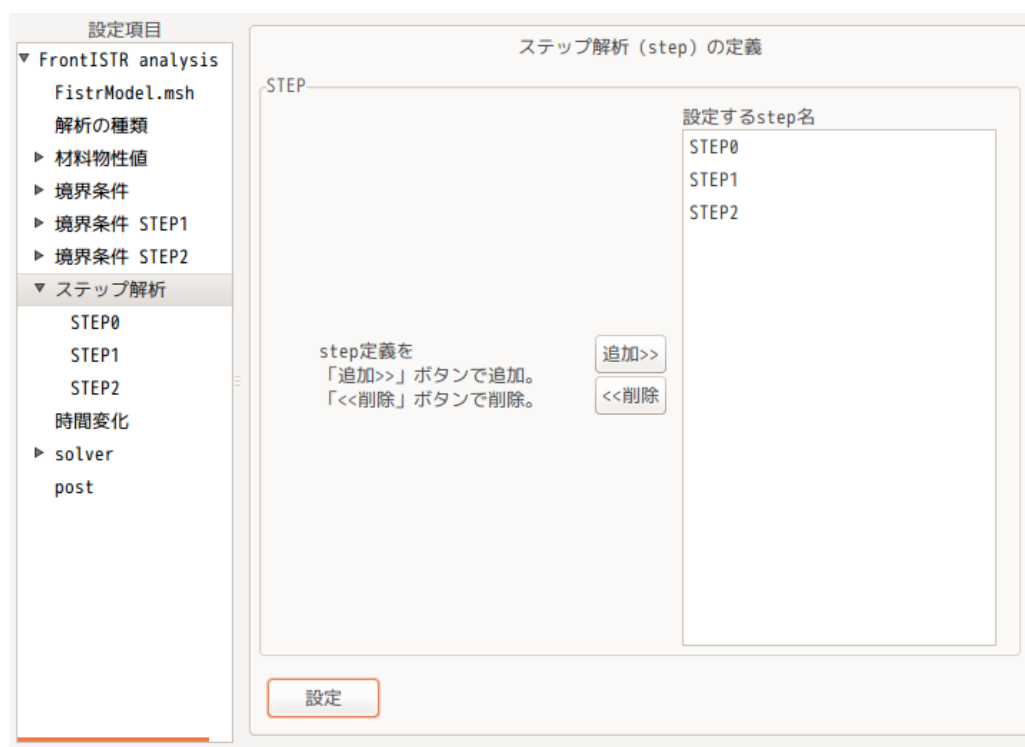 設定項目
FrontISTR analysis
FistrModel.msh
解析の種類
材料物性値
境界条件
境界条件 STEP1
境界条件 STEP2
ステップ解析
STEP0
STEP1
STEP2
時間変化
solver
post
ステップ解析 (step) の定義
STEP
step定義を
「追加>>」ボタンで追加。
「<<削除」ボタンで削除。
追加>>
<<削除
設定するstep名
STEP0
STEP1
STEP2
設定